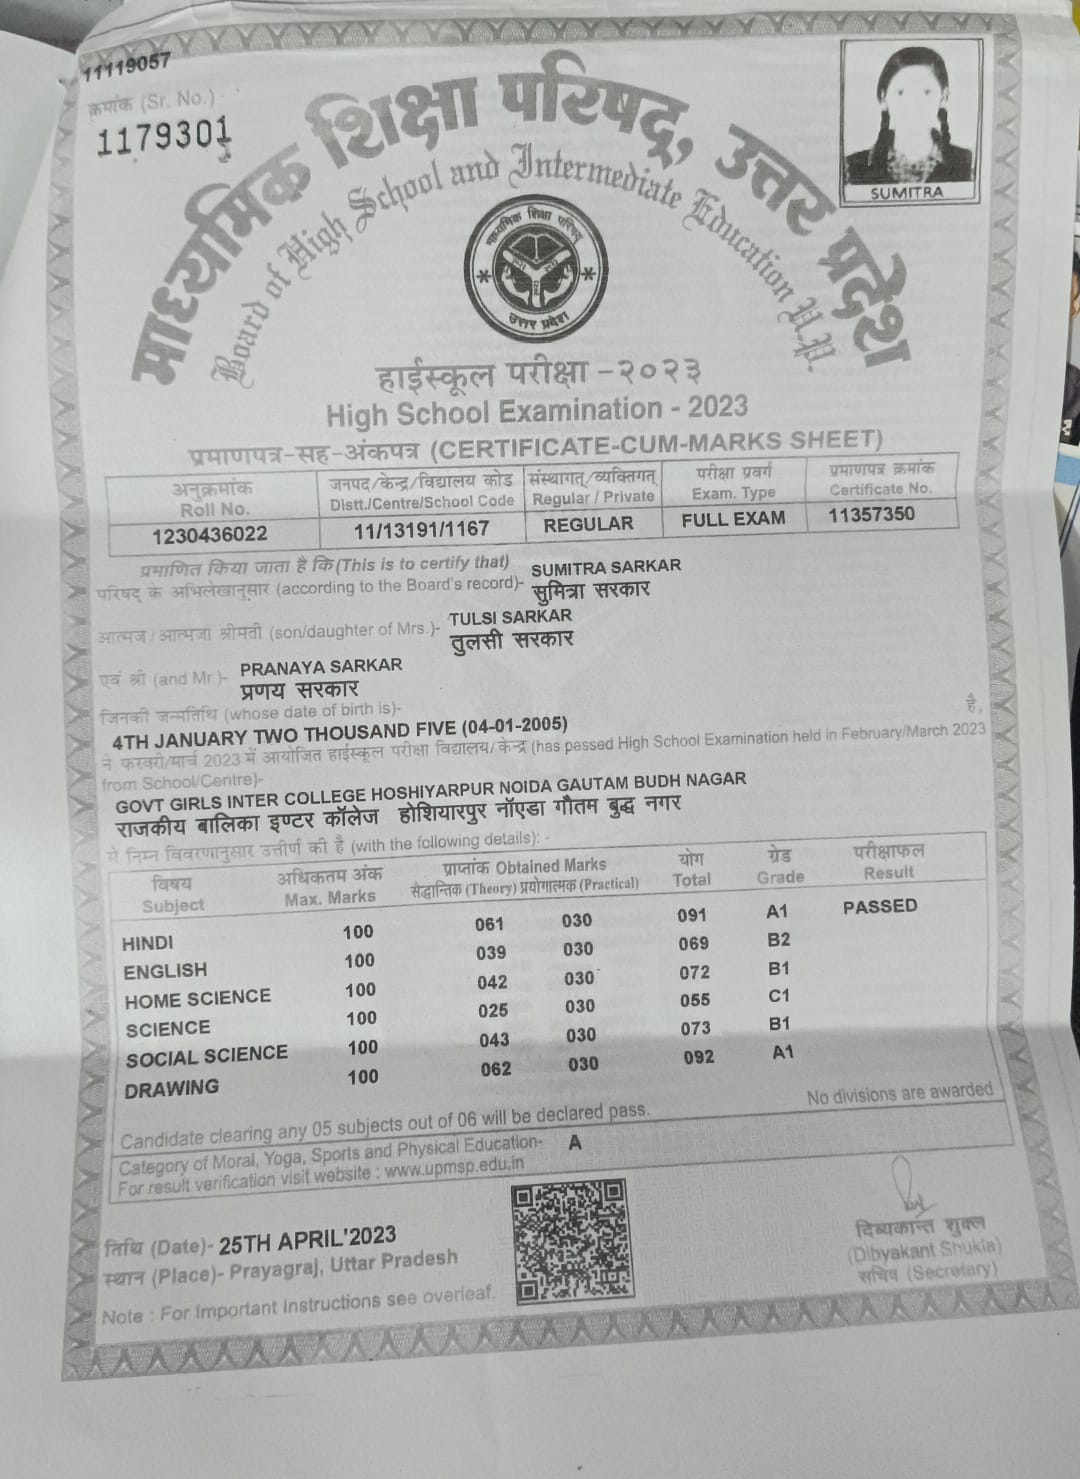 11119057
क्रमांक (Sr. No.)
1179301
SUMITRA
माध्यमिक शिक्षा परिषद्, उत्तर प्रदेश
Board of High School and Intermediate Education U.P.
माध्यमिक शिक्षा परिषद्
उत्तर प्रदेश
हाईस्कूल परीक्षा - २०२३
High School Examination - 2023
प्रमाणपत्र-सह-अंकपत्र (CERTIFICATE-CUM-MARKS SHEET)
अनुक्रमांक जनपद/केन्द्र/विद्यालय कोड संस्थागत्/व्यक्तिगत् परीक्षा प्रवर्ग प्रमाणपत्र क्रमांक
Roll No. Distt./Centre/School Code Regular / Private Exam. Type Certificate No.
1230436022 11/13191/1167 REGULAR FULL EXAM 11357350
प्रमाणित किया जाता है कि (This is to certify that) SUMITRA SARKAR
परिषद् के अभिलेखानुसार (according to the Board's record)- सुमित्रा सरकार
TULSI SARKAR
आत्मज/आत्मजा श्रीमती (son/daughter of Mrs.)- तुलसी सरकार
एवं श्री (and Mr.)- PRANAYA SARKAR
प्रणय सरकार
जिनकी जन्मतिथि (whose date of birth is)-
4TH JANUARY TWO THOUSAND FIVE (04-01-2005) है,
ने फरवरी/मार्च 2023 में आयोजित हाईस्कूल परीक्षा विद्यालय/केन्द्र (has passed High School Examination held in February/March 2023
from School/Centre)-
GOVT GIRLS INTER COLLEGE HOSHIYARPUR NOIDA GAUTAM BUDH NAGAR
राजकीय बालिका इण्टर कॉलेज होशियारपुर नॉएडा गौतम बुद्ध नगर
से निम्न विवरणानुसार उत्तीर्ण की है (with the following details): -
विषय अधिकतम अंक प्राप्तांक Obtained Marks योग ग्रेड परीक्षाफल
Subject Max. Marks सैद्धान्तिक (Theory) प्रयोगात्मक (Practical) Total Grade Result
HINDI 100 061 030 091 A1 PASSED
ENGLISH 100 039 030 069 B2
HOME SCIENCE 100 042 030 072 B1
SCIENCE 100 025 030 055 C1
SOCIAL SCIENCE 100 043 030 073 B1
DRAWING 100 062 030 092 A1
Candidate clearing any 05 subjects out of 06 will be declared pass. No divisions are awarded
Category of Moral, Yoga, Sports and Physical Education- A
For result verification visit website : www.upmsp.edu.in
तिथि (Date)- 25TH APRIL'2023
स्थान (Place)- Prayagraj, Uttar Pradesh
Note : For Important Instructions see overleaf.
दिब्यकान्त शुक्ल
(Dibyakant Shukla)
सचिव (Secretary)